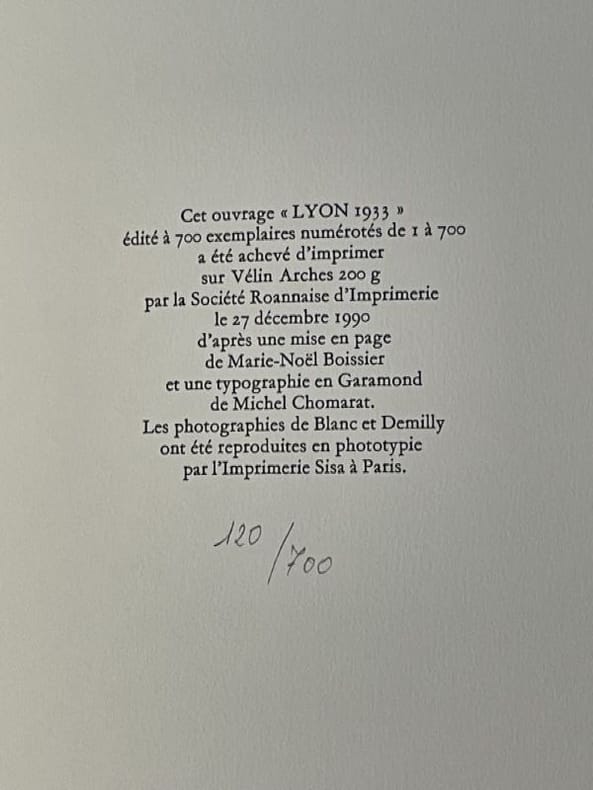 Cet ouvrage « LYON 1933 »
édité à 700 exemplaires numérotés de 1 à 700
a été achevé d'imprimer
sur Vélin Arches 200 g
par la Société Roannaise d'Imprimerie
le 27 décembre 1990
d'après une mise en page
de Marie-Noël Boissier
et une typographie en Garamond
de Michel Chomarat.
Les photographies de Blanc et Demilly
ont été reproduites en phototypie
par l'Imprimerie Sisa à Paris.
120/700